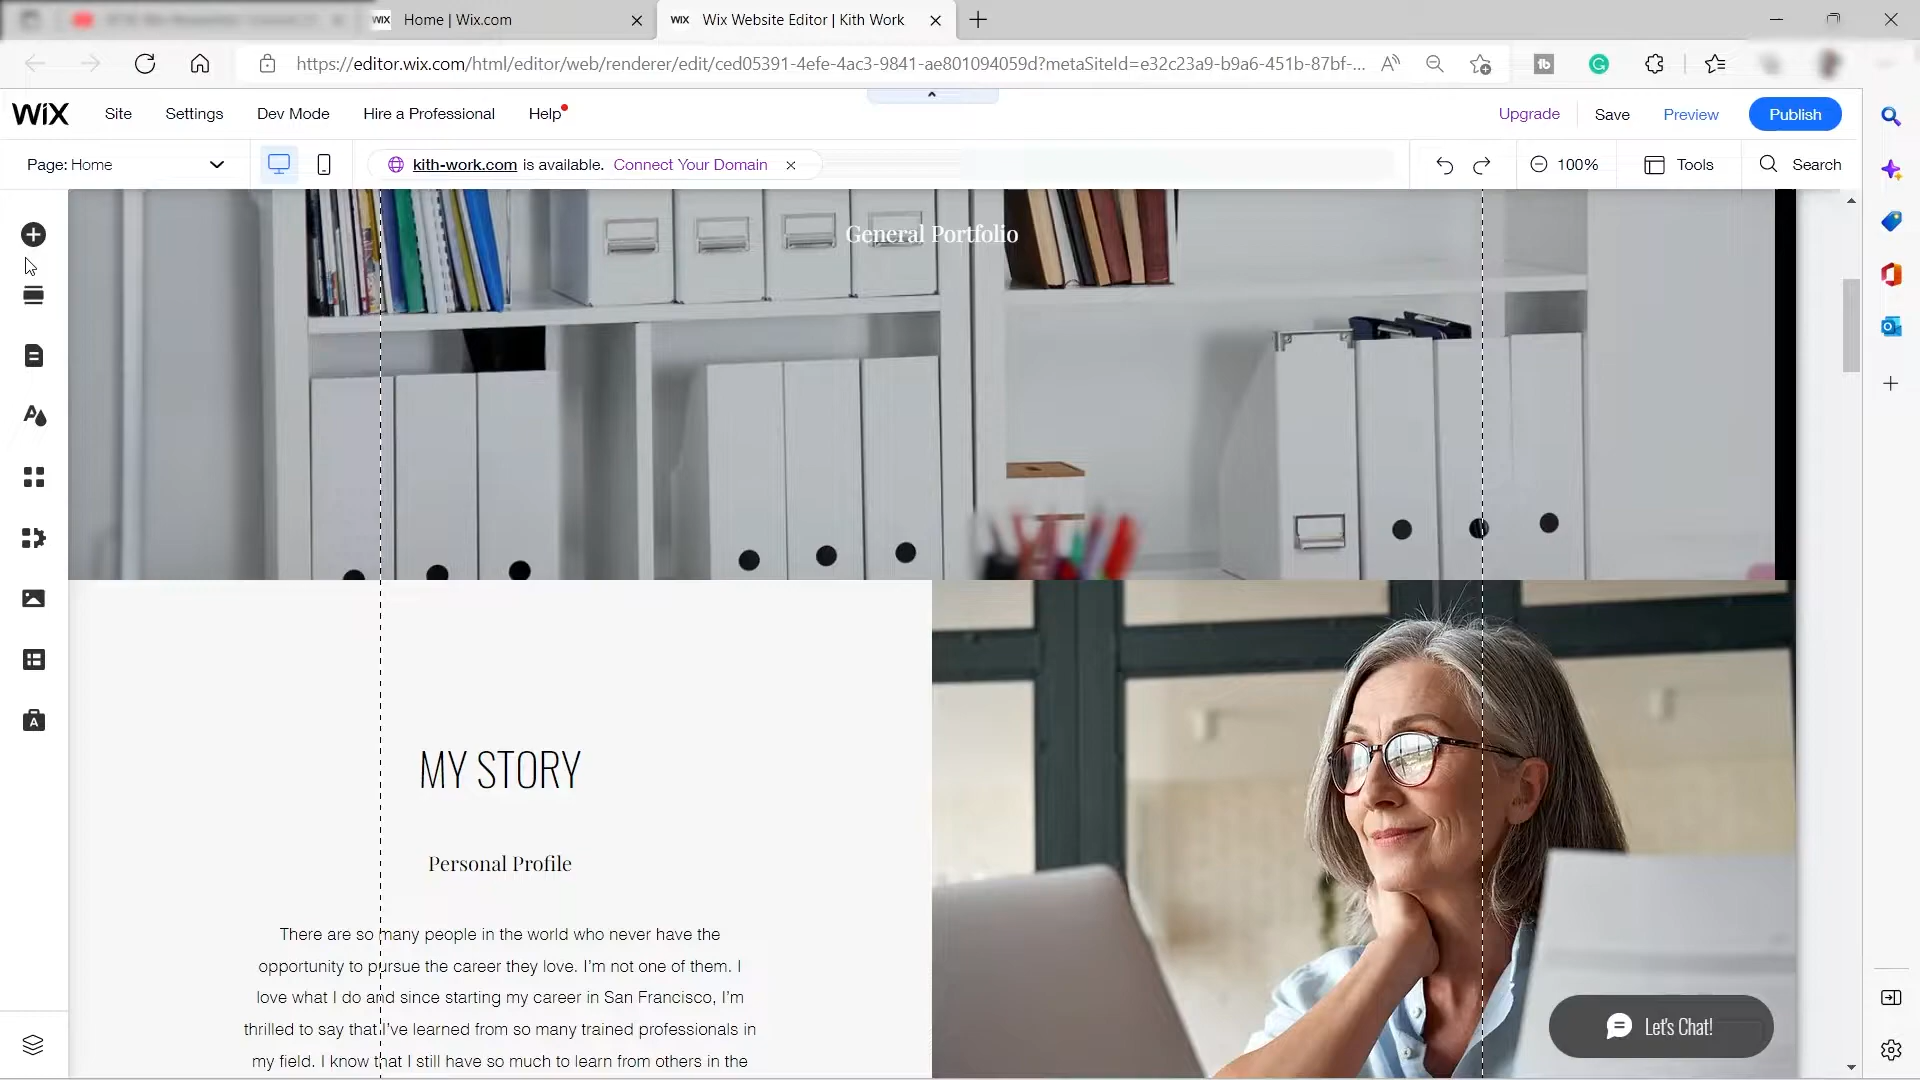 Home | Wix.com
Wix Website Editor | Kith Work
https://editor.wix.com/html/editor/web/renderer/edit/ced05391-4efe-4ac3-9841-ae801094059d?metaSiteId=e32c23a9-b9a6-451b-87bf-...
WiX
Site
Settings
Dev Mode
Hire a Professional
Help
Upgrade
Save
Preview
Publish
Page: Home
kith-work.com is available. Connect Your Domain
100%
Tools
Search
General Portfolio
MY STORY
Personal Profile
There are so many people in the world who never have the
opportunity to pursue the career they love. I'm not one of them. I
love what I do and since starting my career in San Francisco, I'm
thrilled to say that I've learned from so many trained professionals in
my field. I know that I still have so much to learn from others in the
Let's Chat!